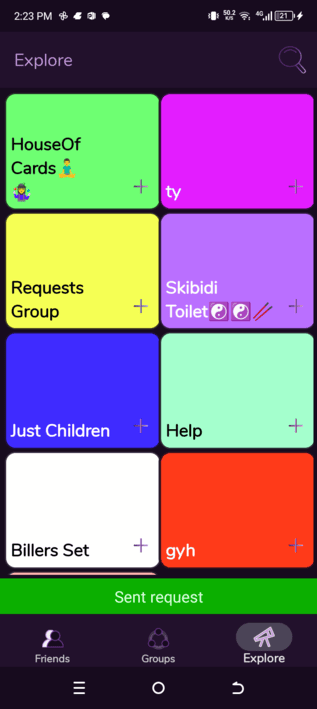 2:23 PM
50.2 K/S
4G
21
Explore
HouseOf
Cards
ty
Requests
Group
Skibidi
Toilet
Just Children
Help
Billers Set
gyh
Sent request
Friends
Groups
Explore